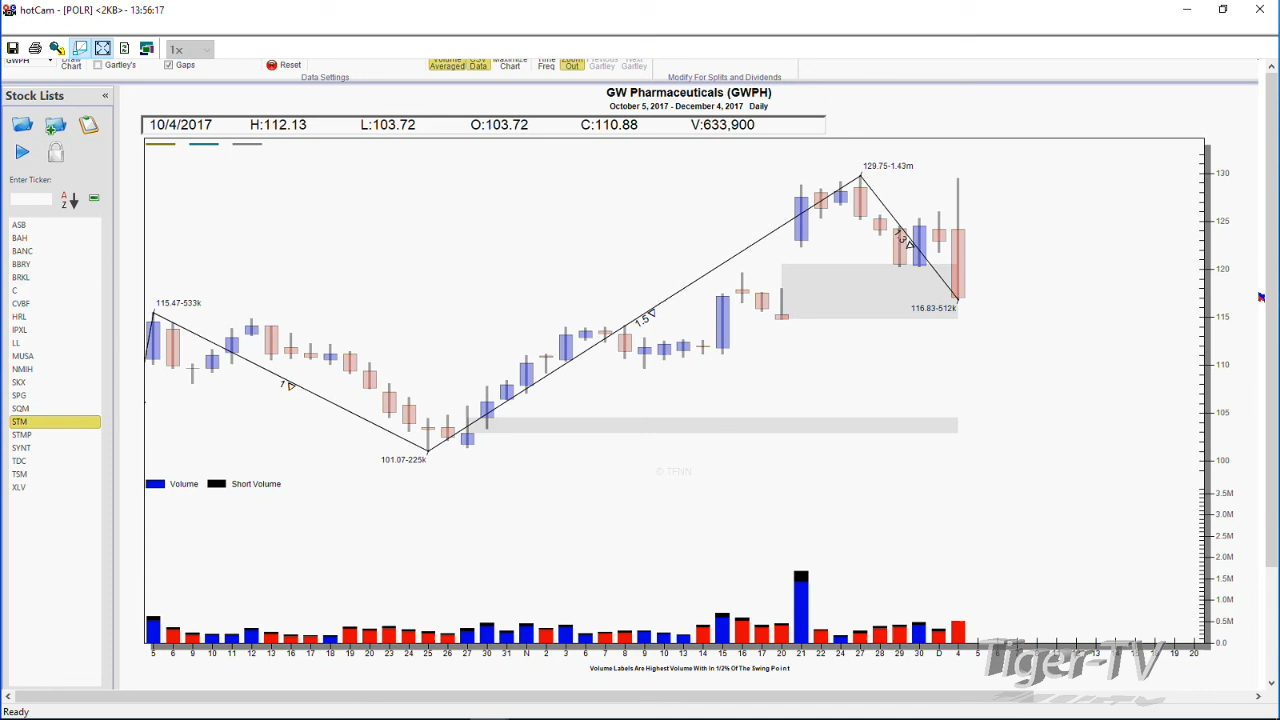 hotCam - [POLR] <2KB> - 13:56:17
1x
GWPH Draw Gartley's Gaps Reset Volume CSV Maximize Time Zoom Previous Next
Chart Averaged Data Chart Freq Out Gartley Gartley
Data Settings Modify For Splits and Dividends
Stock Lists «
GW Pharmaceuticals (GWPH)
October 5, 2017 - December 4, 2017 Daily
10/4/2017 H:112.13 L:103.72 O:103.72 C:110.88 V:633,900
Enter Ticker:
A
Z
ASB
BAH
BANC
BBRY
BRKL
C
CVBF
HRL
IPXL
LL
MUSA
NMIH
SKX
SPG
SQM
STM
STMP
SYNT
TDC
TSM
XLV
129.75-1.43m
130
125
120
115.47-533k
116.83-512k
115
1.5
110
1
105
101.07-225k
100
© TFNN
Volume Short Volume
3.5M
3.0M
2.5M
2.0M
1.5M
1.0M
0.5M
0.0
5 6 9 10 11 12 13 16 17 18 19 20 23 24 25 26 27 30 31 N 2 3 6 7 8 9 10 13 14 15 16 17 20 21 22 24 27 28 29 30 D 4 13 14 15 18 19 20
Volume Labels Are Highest Volume With In 1/2% Of The Swing Point
Tiger-TV
Ready